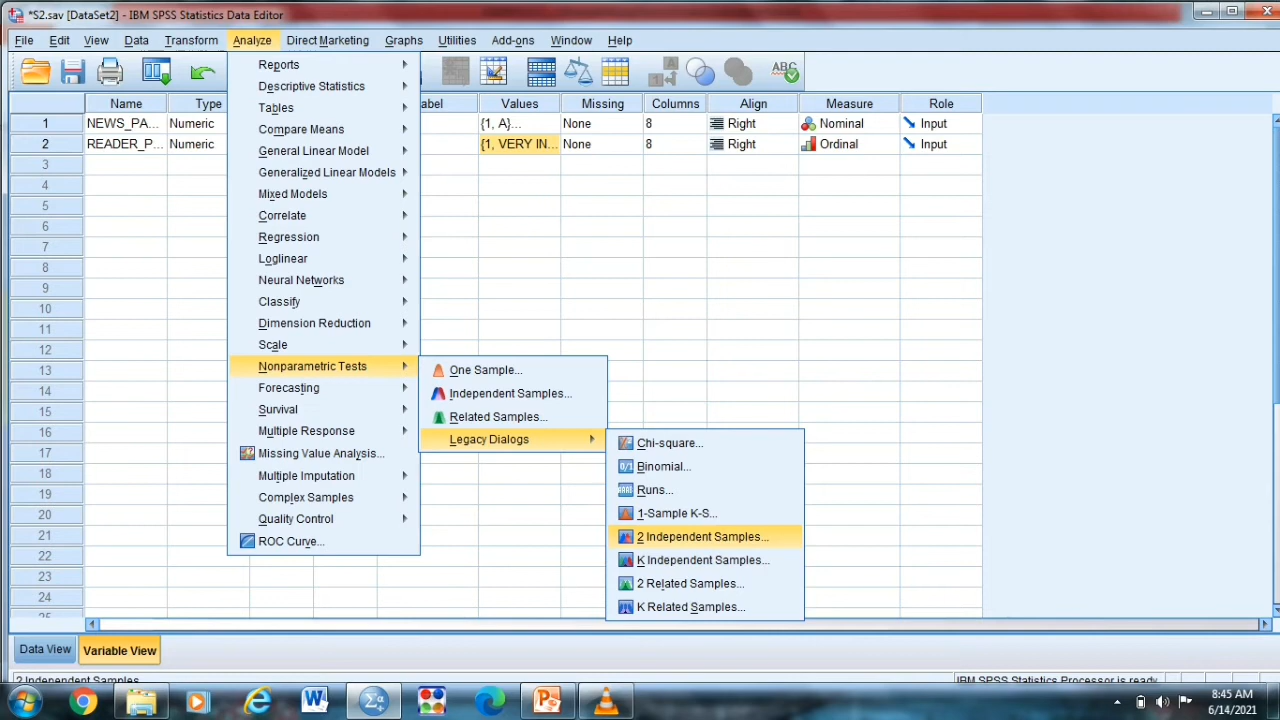 *S2.sav [DataSet2] - IBM SPSS Statistics Data Editor
File Edit View Data Transform Analyze Direct Marketing Graphs Utilities Add-ons Window Help
Name Type abel Values Missing Columns Align Measure Role
1 NEWS_PA... Numeric {1, A}... None 8 Right Nominal Input
2 READER_P... Numeric {1, VERY IN... None 8 Right Ordinal Input
3
4
5
6
7
8
9
10
11
12
13
14
15
16
17
18
19
20
21
22
23
24
25
Reports
Descriptive Statistics
Tables
Compare Means
General Linear Model
Generalized Linear Models
Mixed Models
Correlate
Regression
Loglinear
Neural Networks
Classify
Dimension Reduction
Scale
Nonparametric Tests
Forecasting
Survival
Multiple Response
Missing Value Analysis...
Multiple Imputation
Complex Samples
Quality Control
ROC Curve...
One Sample...
Independent Samples...
Related Samples...
Legacy Dialogs
Chi-square...
Binomial...
Runs...
1-Sample K-S...
2 Independent Samples...
K Independent Samples...
2 Related Samples...
K Related Samples...
Data View Variable View
2 Independent Samples
IBM SPSS Statistics Processor is ready
8:45 AM
6/14/2021